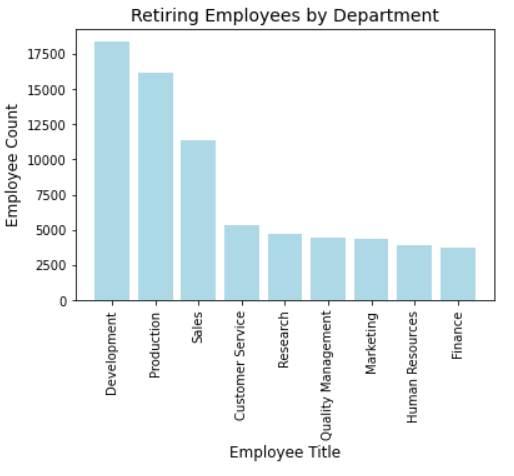 Retiring Employees by Department
Employee Count
17500
15000
12500
10000
7500
5000
2500
0
Development
Production
Sales
Customer Service
Research
Quality Management
Marketing
Human Resources
Finance
Employee Title